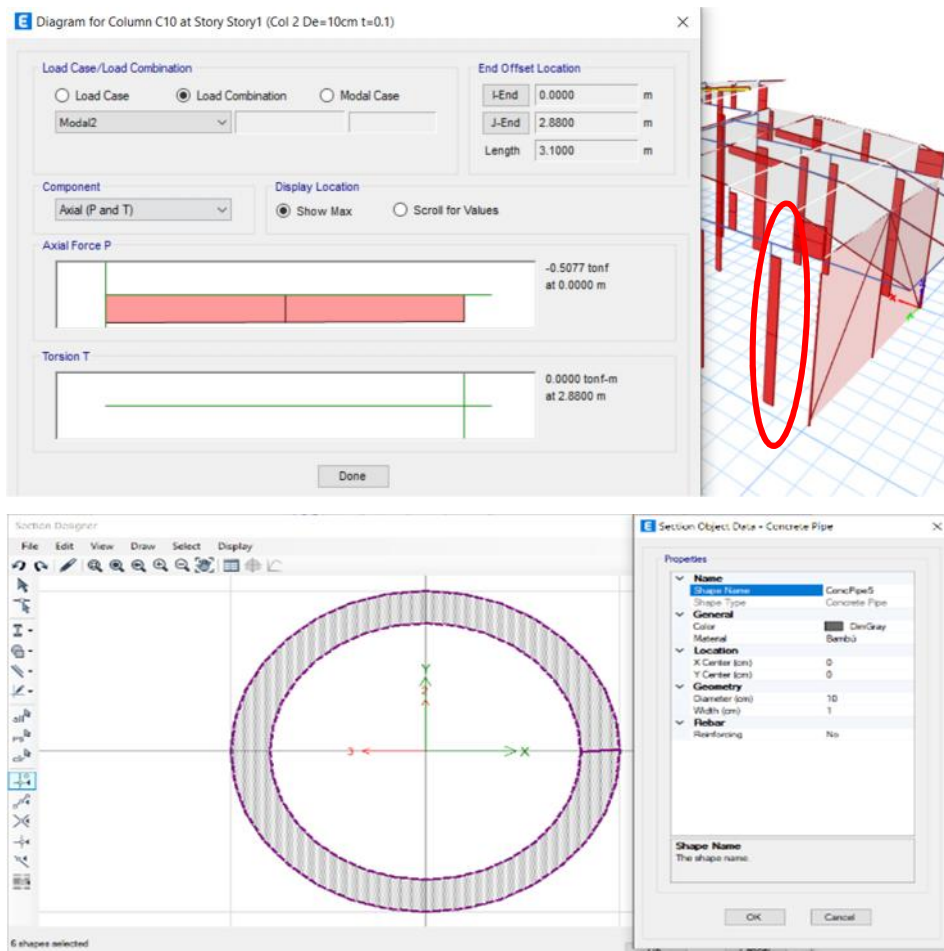 E Diagram for Column C10 at Story Story1 (Col 2 De=10cm t=0.1)
Load Case/Load Combination
Load Case Load Combination Modal Case
Modal2
End Offset Location
I-End 0.0000 m
J-End 2.8800 m
Length 3.1000 m
Component
Axial (P and T)
Display Location
Show Max Scroll for Values
Axial Force P
-0.5077 tonf
at 0.0000 m
Torsion T
0.0000 tonf-m
at 2.8800 m
Done
Section Designer
File Edit View Draw Select Display
Y
2
3 X
6 shapes selected
E Section Object Data - Concrete Pipe
Properties
Name
Shape Name ConcPipe5
Shape Type Concrete Pipe
General
Color DimGray
Material Bambú
Location
X Center (cm) 0
Y Center (cm) 0
Geometry
Diameter (cm) 10
Width (cm) 1
Rebar
Reinforcing No
Shape Name
The shape name.
OK Cancel